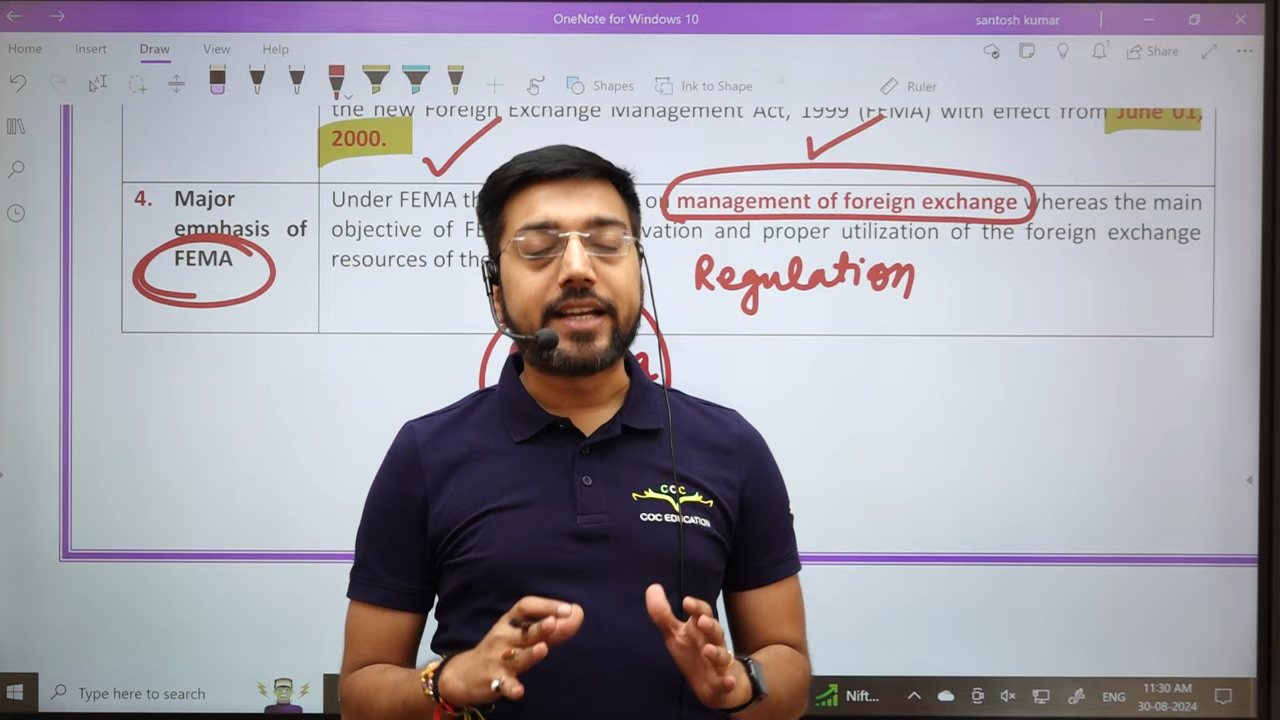 OneNote for Windows 10
santosh kumar
Home Insert Draw View Help
Share
Shapes Ink to Shape Ruler
the new Foreign Exchange Management Act, 1999 (FEMA) with effect from June 01,
2000.
4. Major emphasis of FEMA
Under FEMA th on management of foreign exchange whereas the main
objective of FE vation and proper utilization of the foreign exchange
resources of the
Regulation
COC
COC EDUCATION
Type here to search
Nift...
ENG
11:30 AM
30-08-2024